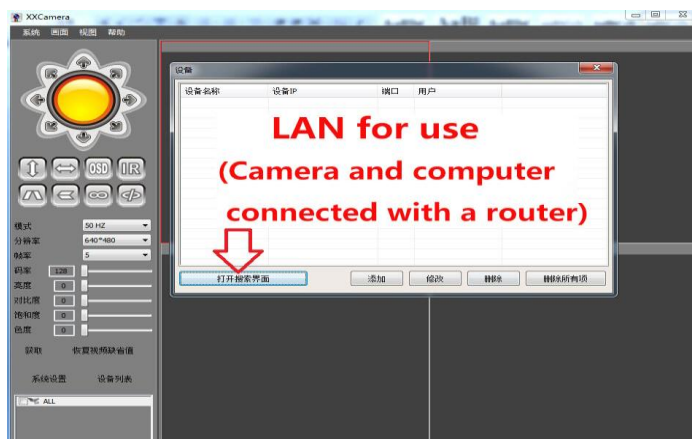 XXCamera
系统 画面 视图 帮助
设备
设备名称 设备IP 端口 用户
LAN for use
(Camera and computer
connected with a router)
打开搜索界面 添加 修改 删除 删除所有项
OSD IR
模式 50 HZ
分辨率 640*480
帧率 5
码率 128
亮度 0
对比度 0
饱和度 0
色度 0
获取 恢复视频缺省值
系统设置 设备列表
ALL